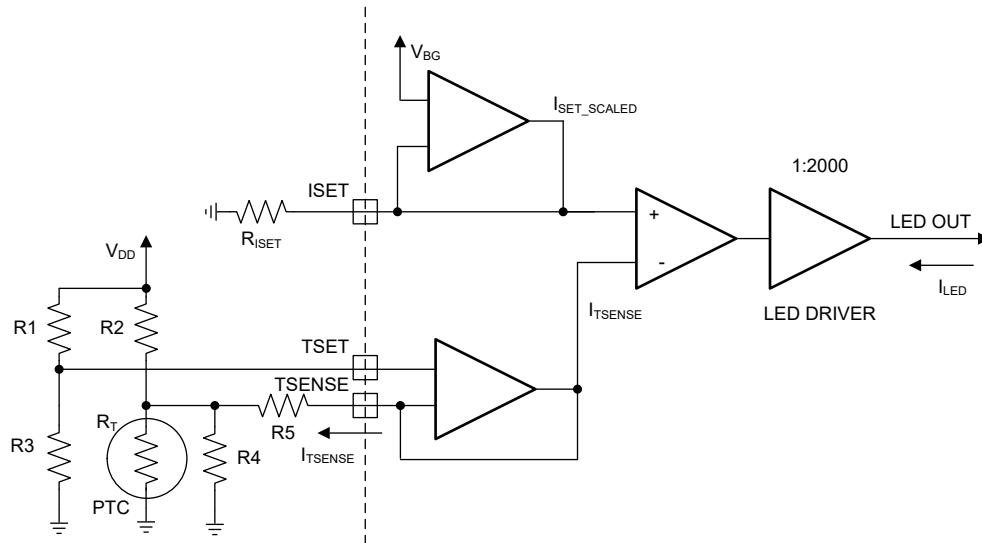 V_BG
I_SET_SCALED
1:2000
ISET
R_ISET
+
-
LED OUT
I_LED
LED DRIVER
V_DD
R1
R2
TSET
TSENSE
I_TSENSE
R3
R_T
R4
R5
I_TSENSE
PTC